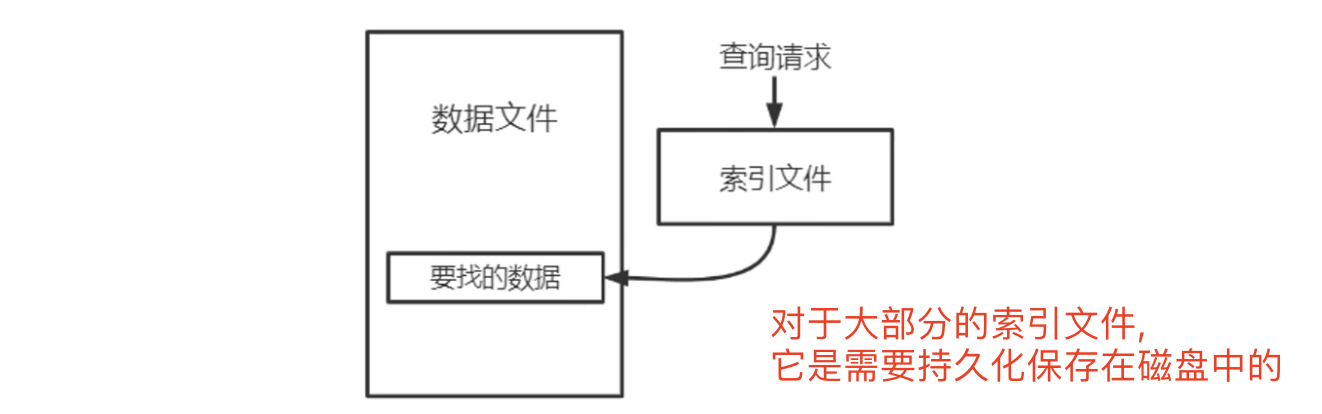 查询请求
数据文件
索引文件
要找的数据
对于大部分的索引文件,
它是需要持久化保存在磁盘中的